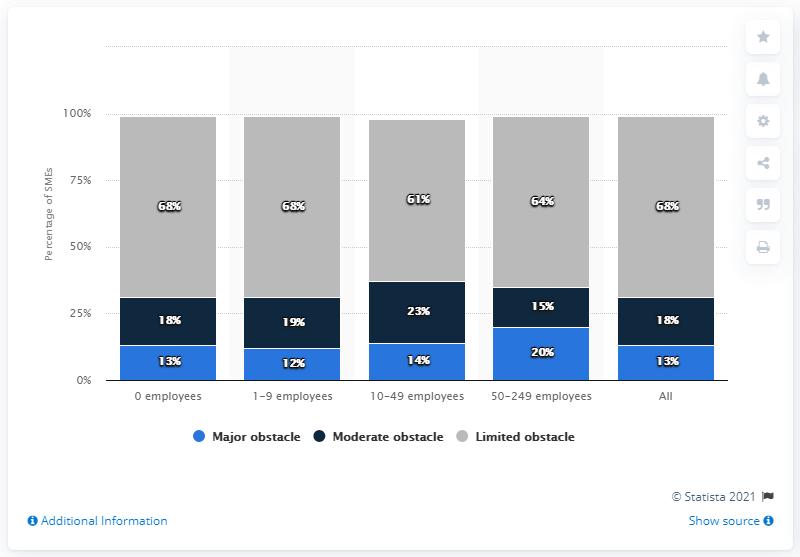 100%
75%
50%
25%
0%
Percentage of SMEs
68% 68% 61% 64% 68%
18% 19% 23% 15% 18%
13% 12% 14% 20% 13%
0 employees 1-9 employees 10-49 employees 50-249 employees All
Major obstacle Moderate obstacle Limited obstacle
© Statista 2021
Additional Information Show source